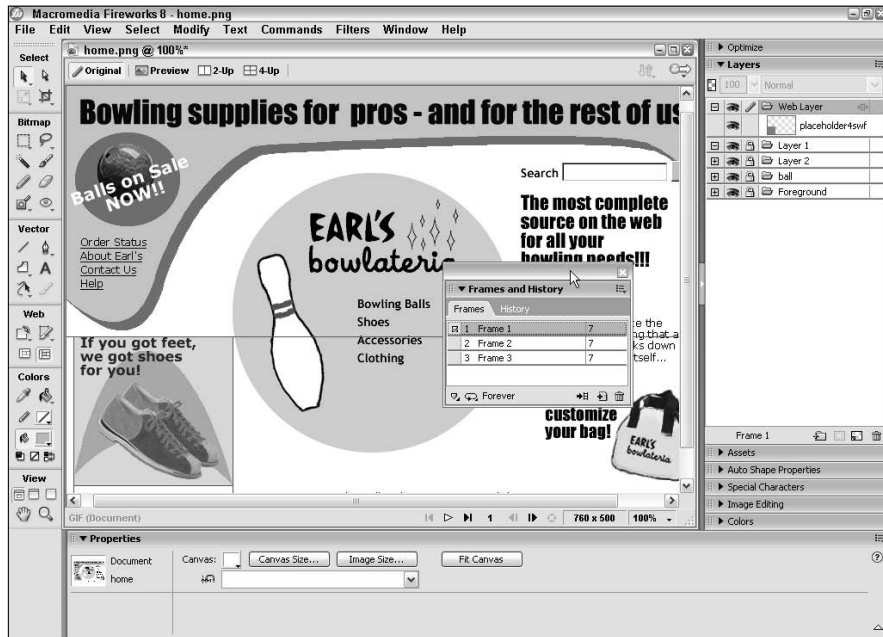 Macromedia Fireworks 8 - home.png
File Edit View Select Modify Text Commands Filters Window Help
Select
Bitmap
Vector
Web
Colors
View
home.png @ 100%*
Original Preview 2-Up 4-Up
Bowling supplies for pros - and for the rest of us
Balls on Sale
NOW!!
Order Status
About Earl's
Contact Us
Help
If you got feet,
we got shoes
for you!
EARL'S
bowlateria
Bowling Balls
Shoes
Accessories
Clothing
Search
The most complete
source on the web
for all your
bowling needs!!!
the
ng that a
ks down
tself...
customize
your bag!
EARL'S
bowlateria
Frames and History
Frames History
1 Frame 1 7
2 Frame 2 7
3 Frame 3 7
Forever
GIF (Document)
1 760 x 500 100%
Optimize
Layers
100 Normal
Web Layer
placeholder4swf
Layer 1
Layer 2
ball
Foreground
Frame 1
Assets
Auto Shape Properties
Special Characters
Image Editing
Colors
Properties
Document
home
Canvas: Canvas Size... Image Size... Fit Canvas